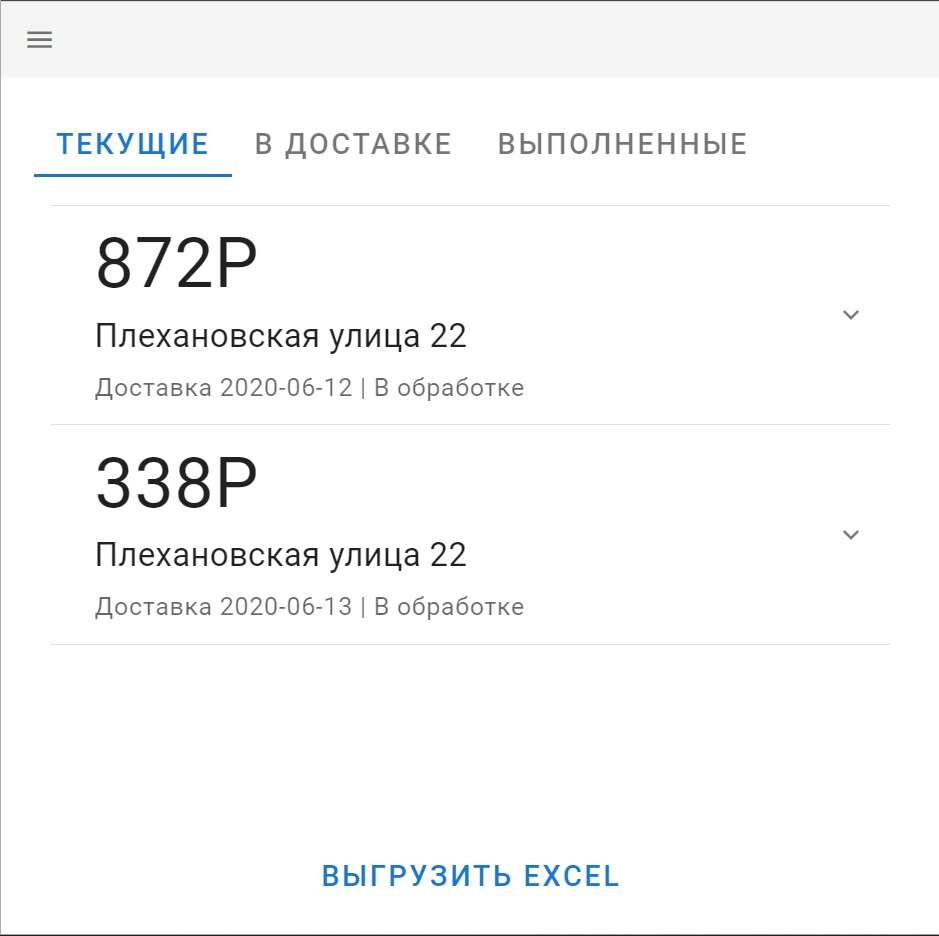 ТЕКУЩИЕ В ДОСТАВКЕ ВЫПОЛНЕННЫЕ
872Р
Плехановская улица 22
Доставка 2020-06-12 | В обработке
338Р
Плехановская улица 22
Доставка 2020-06-13 | В обработке
ВЫГРУЗИТЬ EXCEL